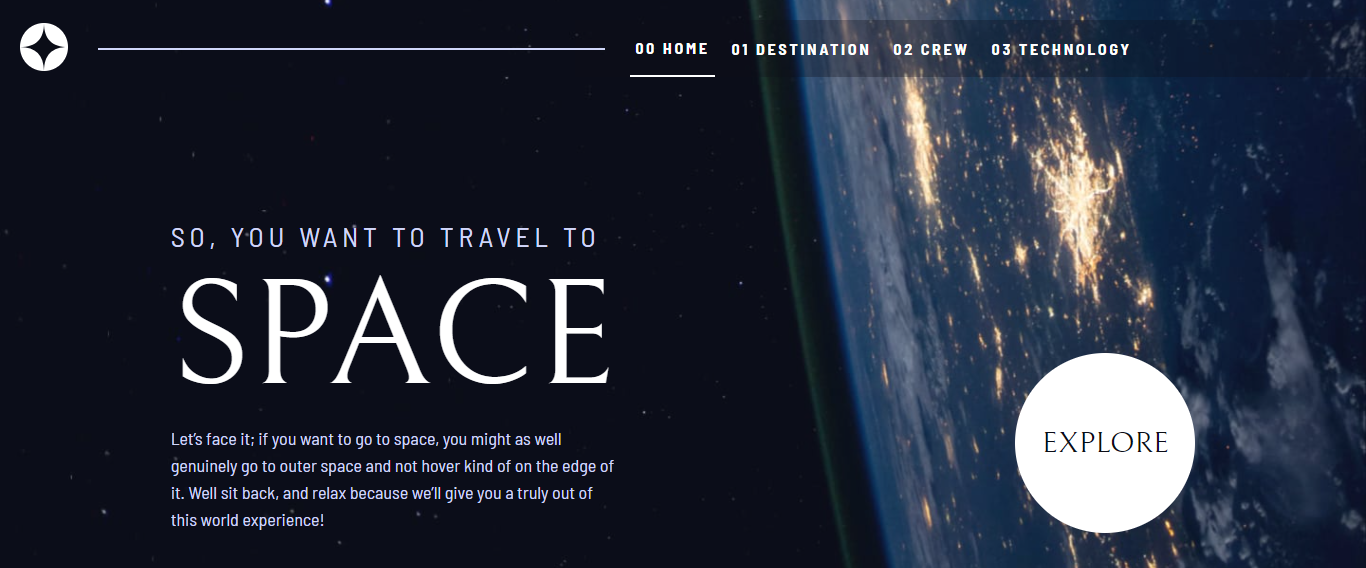 00 HOME 01 DESTINATION 02 CREW 03 TECHNOLOGY
SO, YOU WANT TO TRAVEL TO
SPACE
Let’s face it; if you want to go to space, you might as well
genuinely go to outer space and not hover kind of on the edge of
it. Well sit back, and relax because we’ll give you a truly out of
this world experience!
EXPLORE